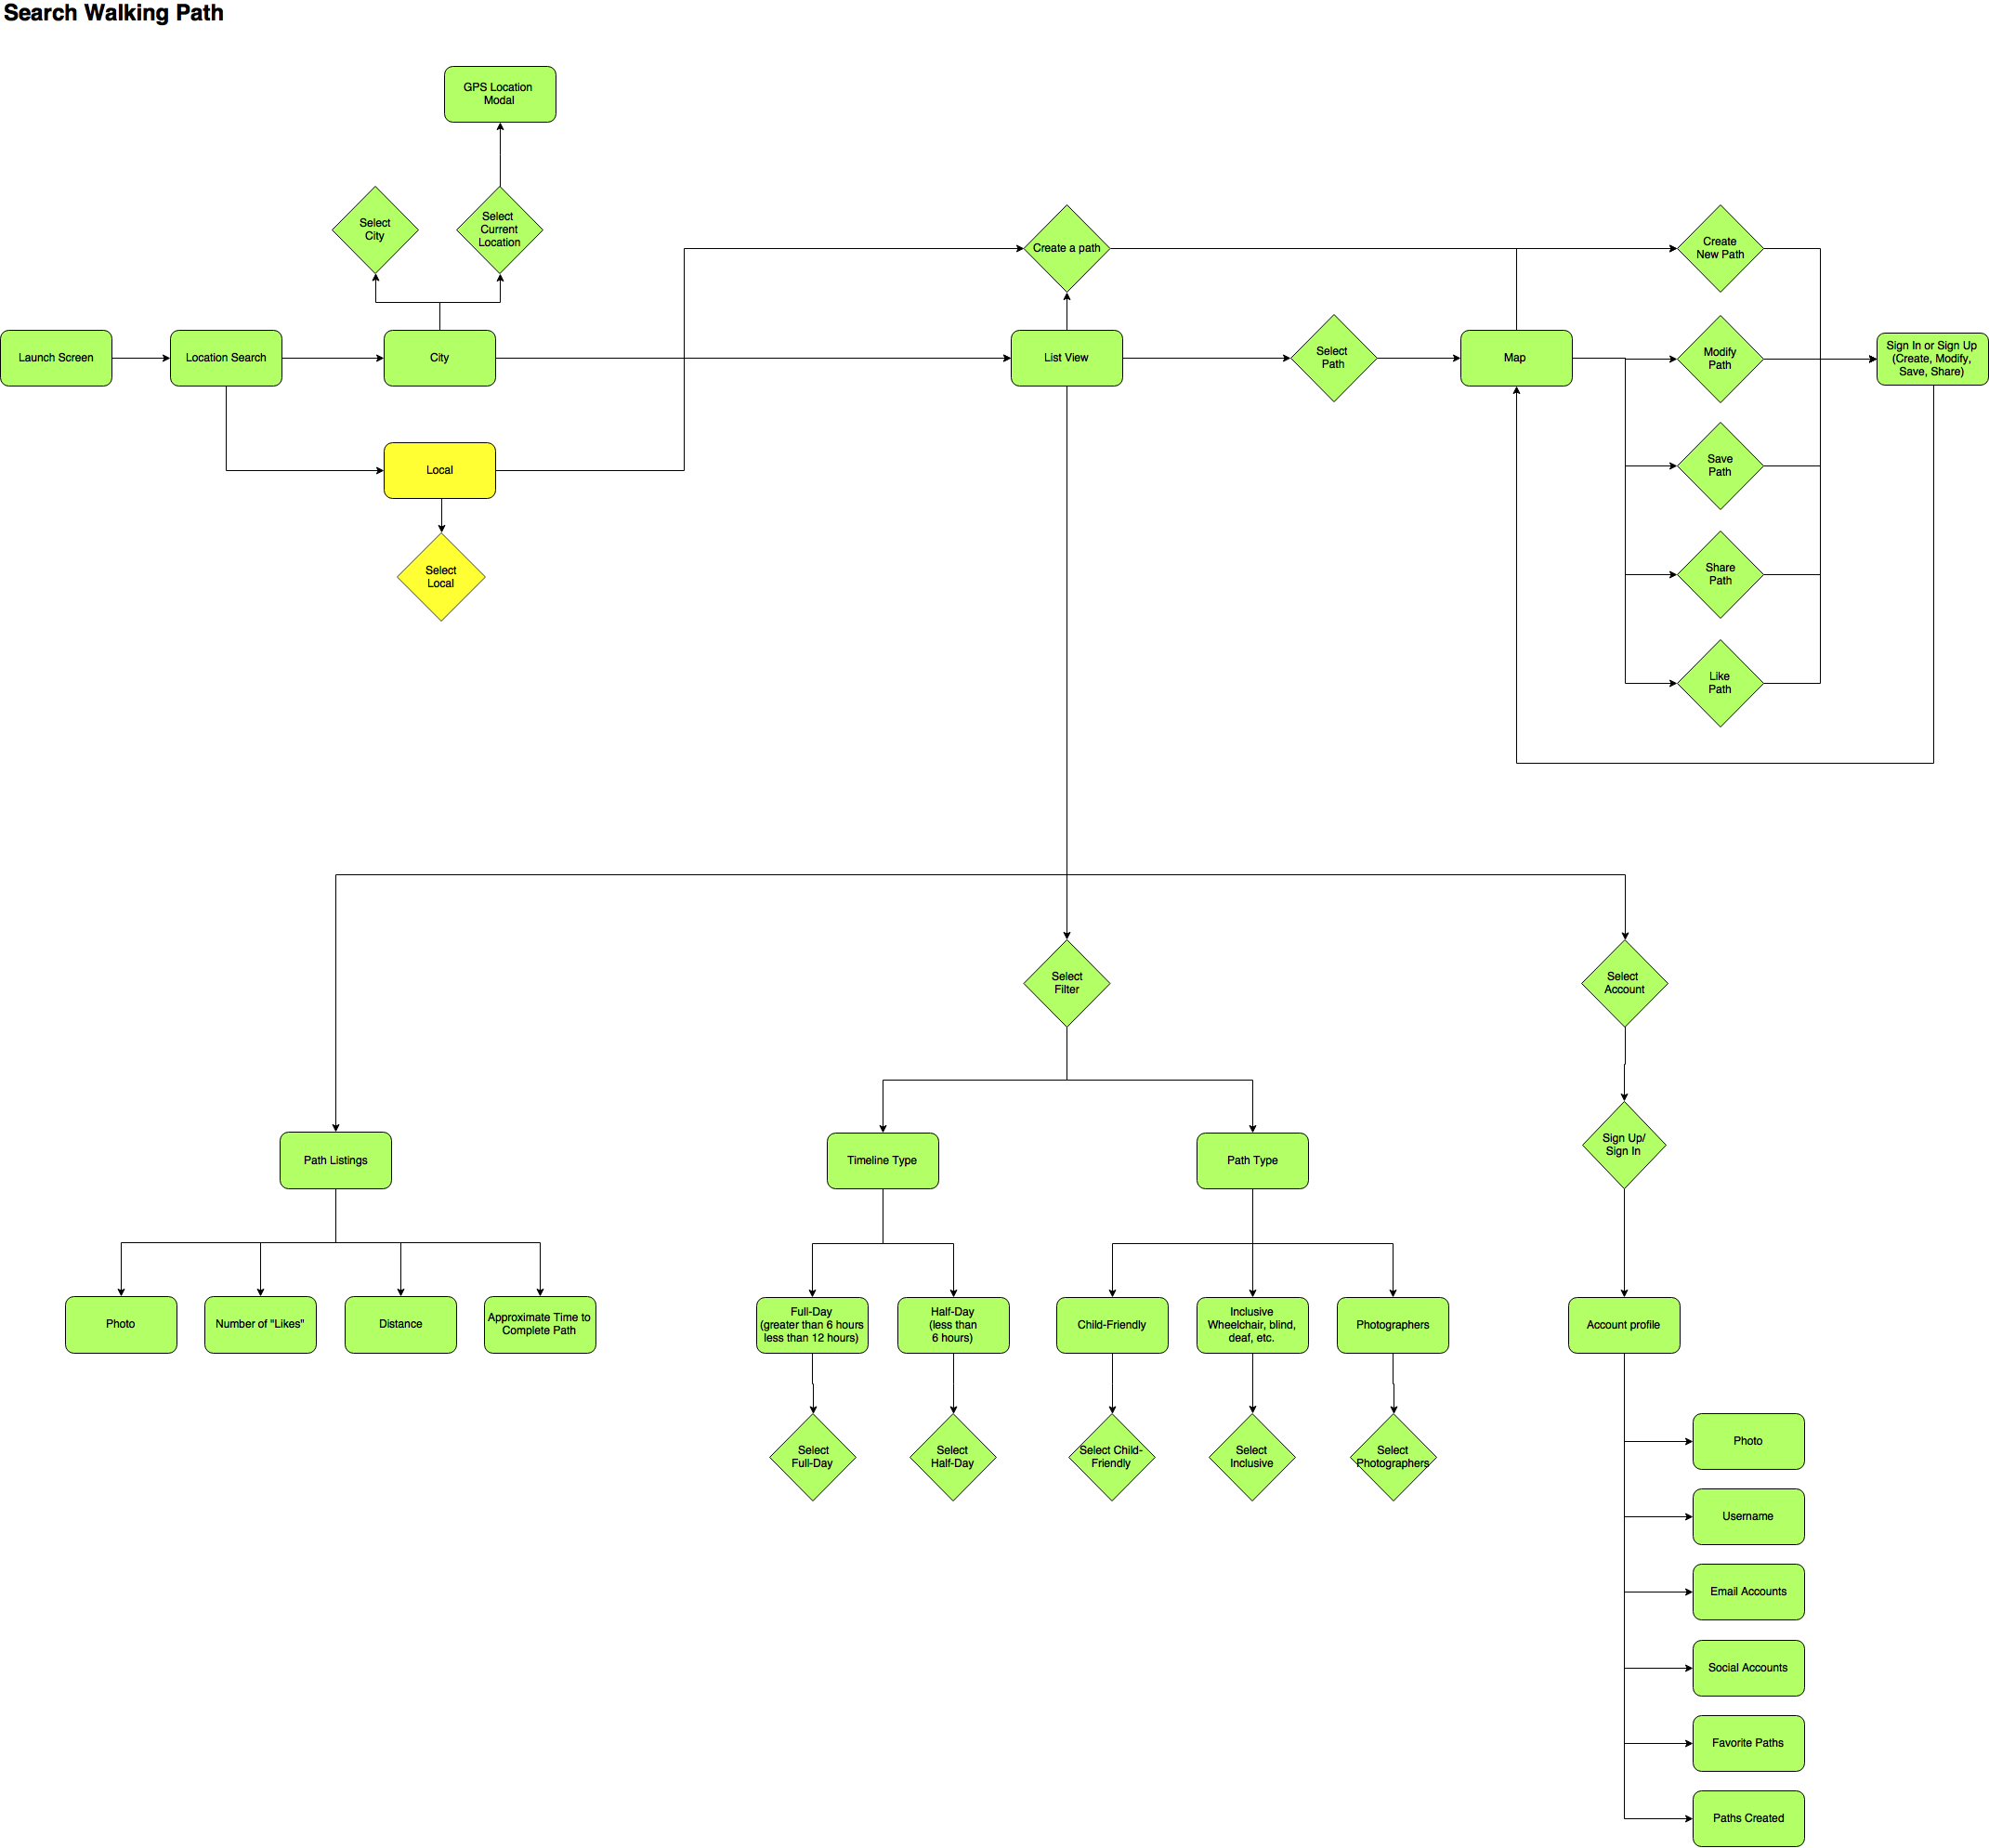 Search Walking Path
GPS Location
Modal
Select
City
Select
Current
Location
Create a path
Create
New Path
Launch Screen
Location Search
City
List View
Select
Path
Map
Modify
Path
Sign In or Sign Up
(Create, Modify,
Save, Share)
Local
Save
Path
Select
Local
Share
Path
Like
Path
Select
Filter
Select
Account
Sign Up/
Sign In
Path Listings
Timeline Type
Path Type
Photo
Number of "Likes"
Distance
Approximate Time to
Complete Path
Full-Day
(greater than 6 hours
less than 12 hours)
Half-Day
(less than
6 hours)
Child-Friendly
Inclusive
Wheelchair, blind,
deaf, etc.
Photographers
Account profile
Select
Full-Day
Select
Half-Day
Select Child-
Friendly
Select
Inclusive
Select
Photographers
Photo
Username
Email Accounts
Social Accounts
Favorite Paths
Paths Created